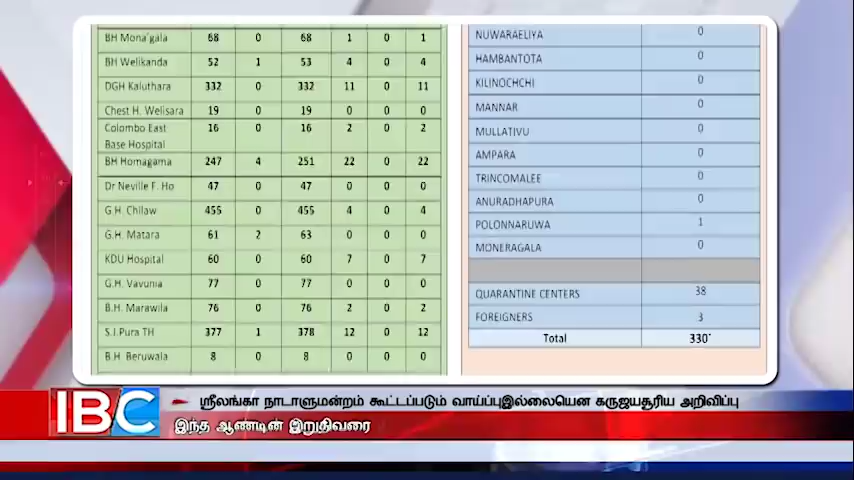 BH Mona'gala 68 0 68 1 0 1
BH Welikanda 52 1 53 4 0 4
DGH Kaluthara 332 0 332 11 0 11
Chest H. Welisara 19 0 19 0 0 0
Colombo East
Base Hospital 16 0 16 2 0 2
BH Homagama 247 4 251 22 0 22
Dr Neville F. Ho 47 0 47 0 0 0
G.H. Chilaw 455 0 455 4 0 4
G.H. Matara 61 2 63 0 0 0
KDU Hospital 60 0 60 7 0 7
G.H. Vavunia 77 0 77 0 0 0
B.H. Marawila 76 0 76 2 0 2
S.J.Pura TH 377 1 378 12 0 12
B.H. Beruwala 8 0 8 0 0 0
NUWARAELIYA 0
HAMBANTOTA 0
KILINOCHCHI 0
MANNAR 0
MULLATIVU 0
AMPARA 0
TRINCOMALEE 0
ANURADHAPURA 0
POLONNARUWA 1
MONERAGALA 0
QUARANTINE CENTERS 38
FOREIGNERS 3
Total 330
IBC
ஸ்ரீலங்கா நாடாளுமன்றம் கூட்டப்படும் வாய்ப்புஇல்லையென கருஜயசூரிய அறிவிப்பு
இந்த ஆண்டின் இறுதிவரை